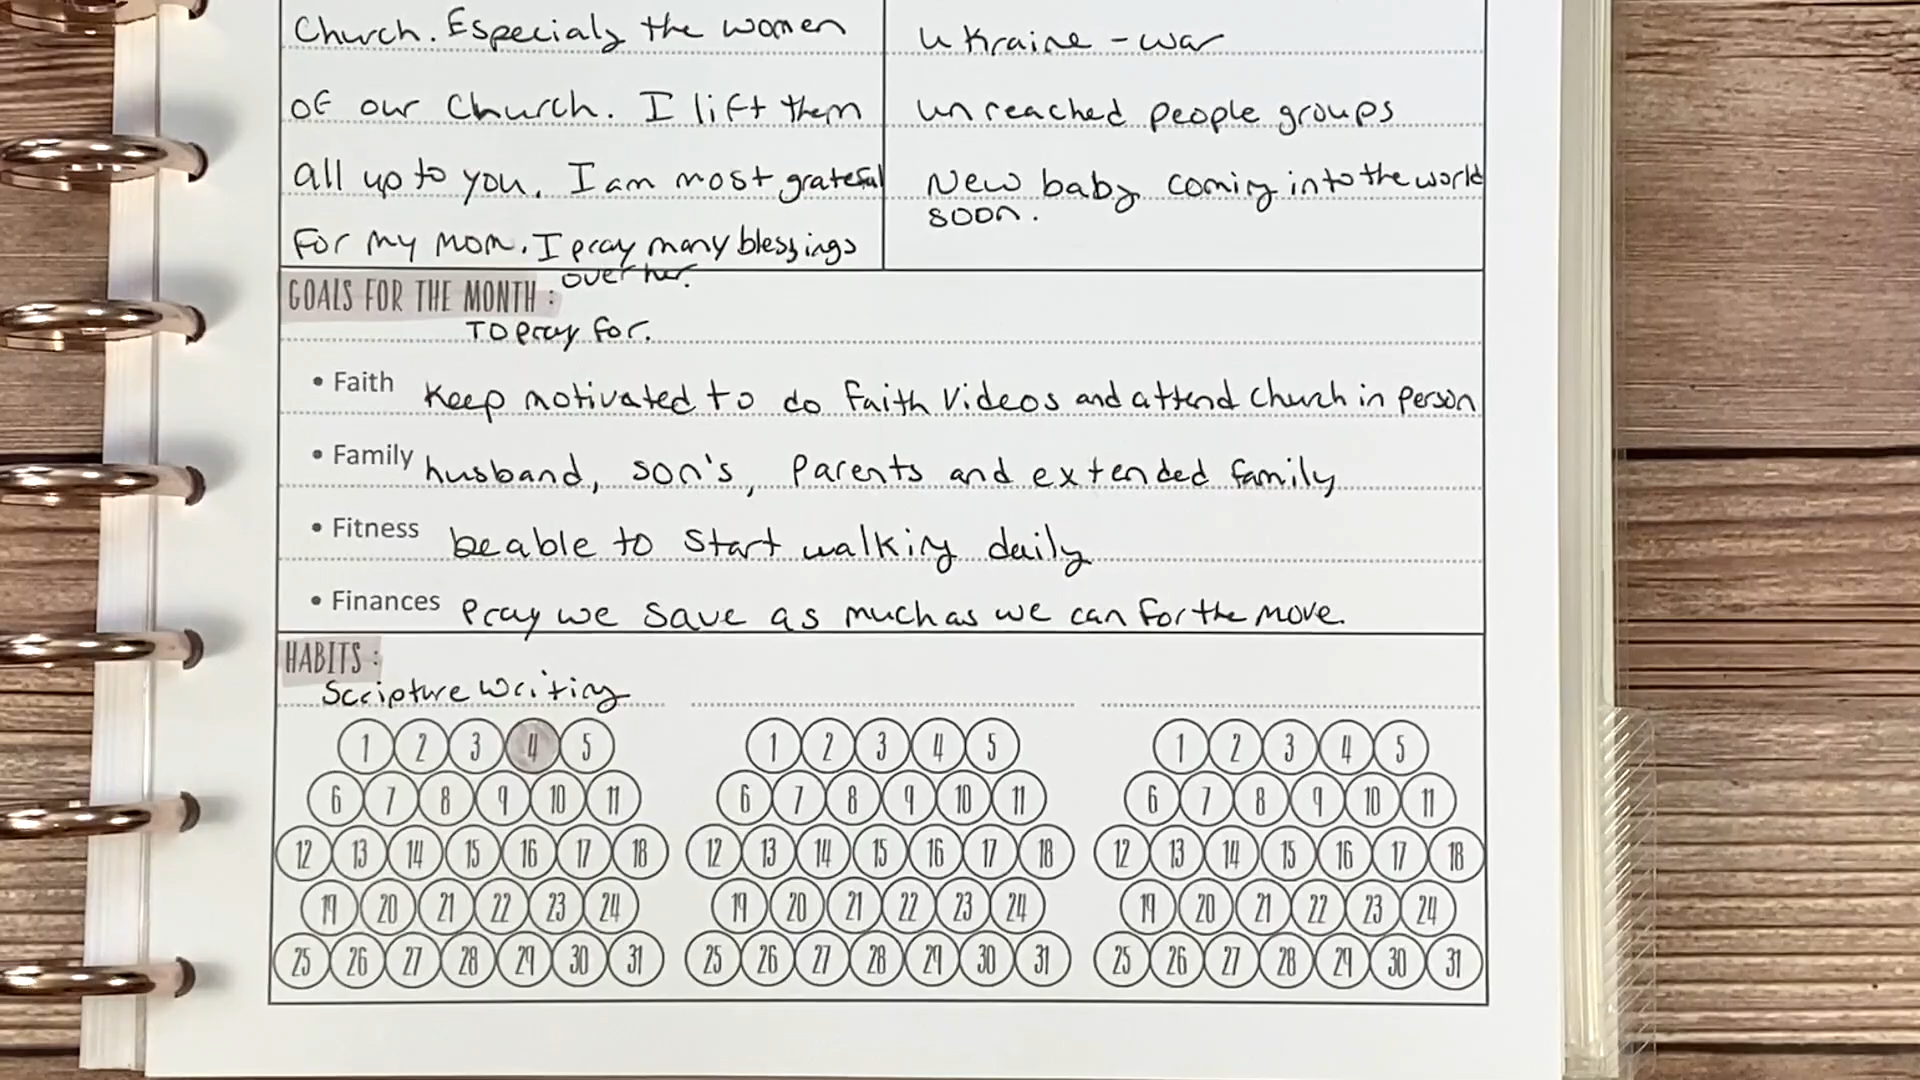 Church. Especialy the women
of our Church. I lift them
all up to you. I am most grateful
For my mom. I pray many blessings
over her.
Ukraine - war
unreached people groups
New baby coming into the world
soon.
GOALS FOR THE MONTH :
To pray for.
• Faith Keep motivated to do faith videos and attend church in person
• Family husband, son's, parents and extended family
• Fitness be able to start walking daily
• Finances Pray we save as much as we can for the move.
HABITS :
Scripture Writing
1 2 3 4 5
6 7 8 9 10 11
12 13 14 15 16 17 18
19 20 21 22 23 24
25 26 27 28 29 30 31
1 2 3 4 5
6 7 8 9 10 11
12 13 14 15 16 17 18
19 20 21 22 23 24
25 26 27 28 29 30 31
1 2 3 4 5
6 7 8 9 10 11
12 13 14 15 16 17 18
19 20 21 22 23 24
25 26 27 28 29 30 31